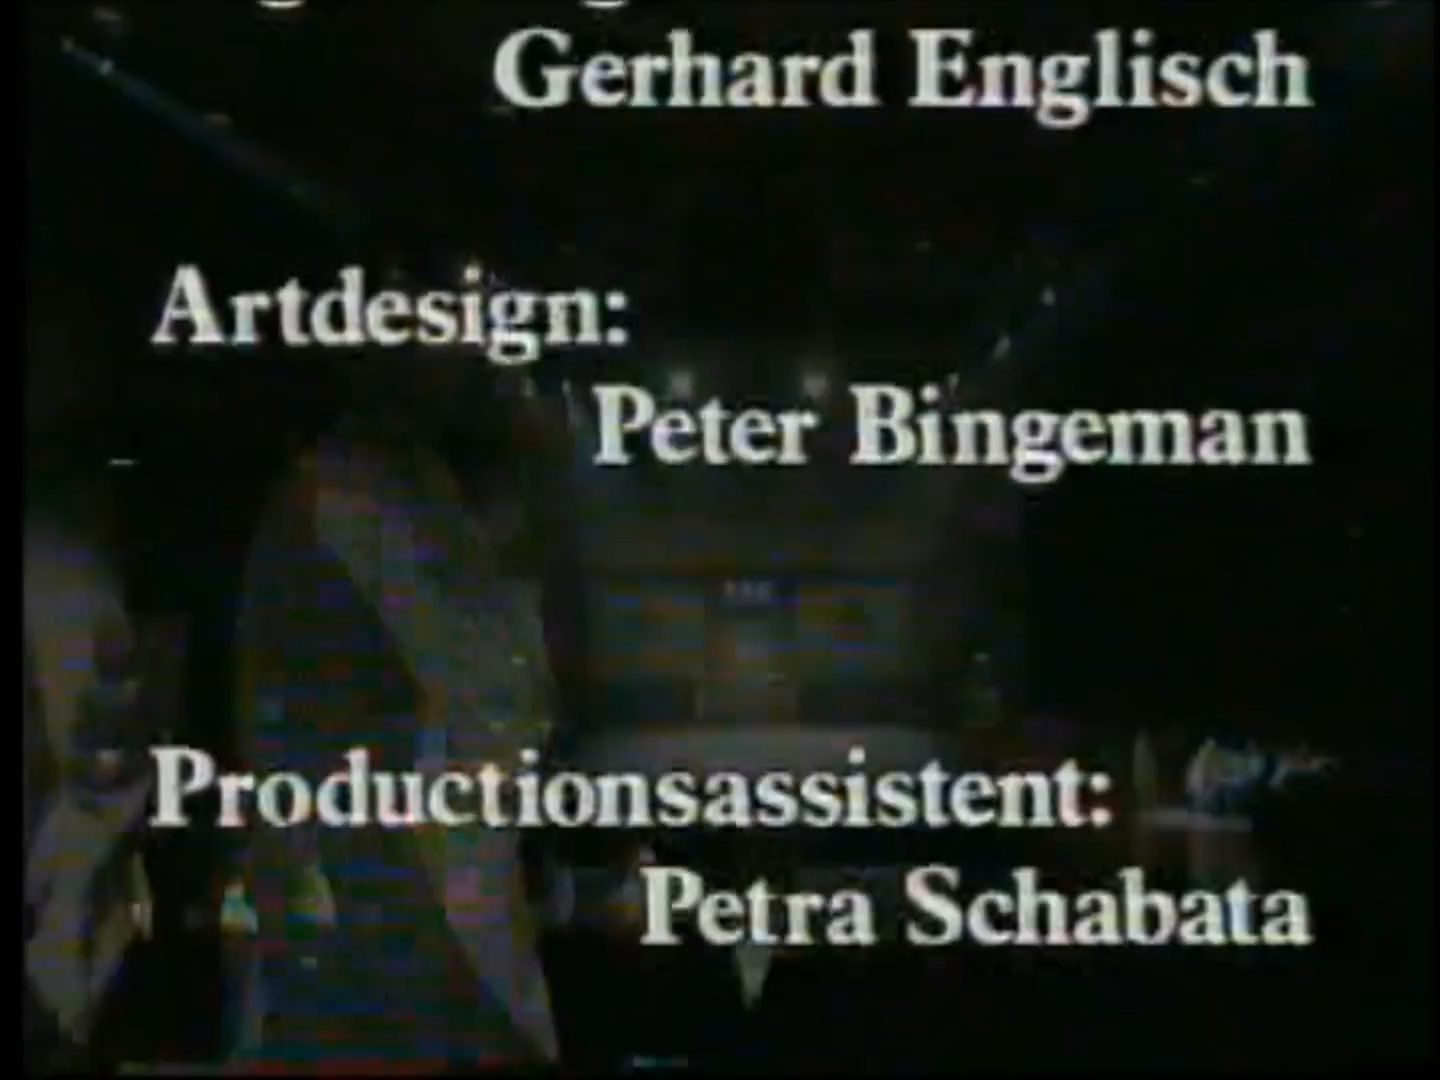 Gerhard Englisch
Artdesign:
Peter Bingeman
Productionsassistent:
Petra Schabata